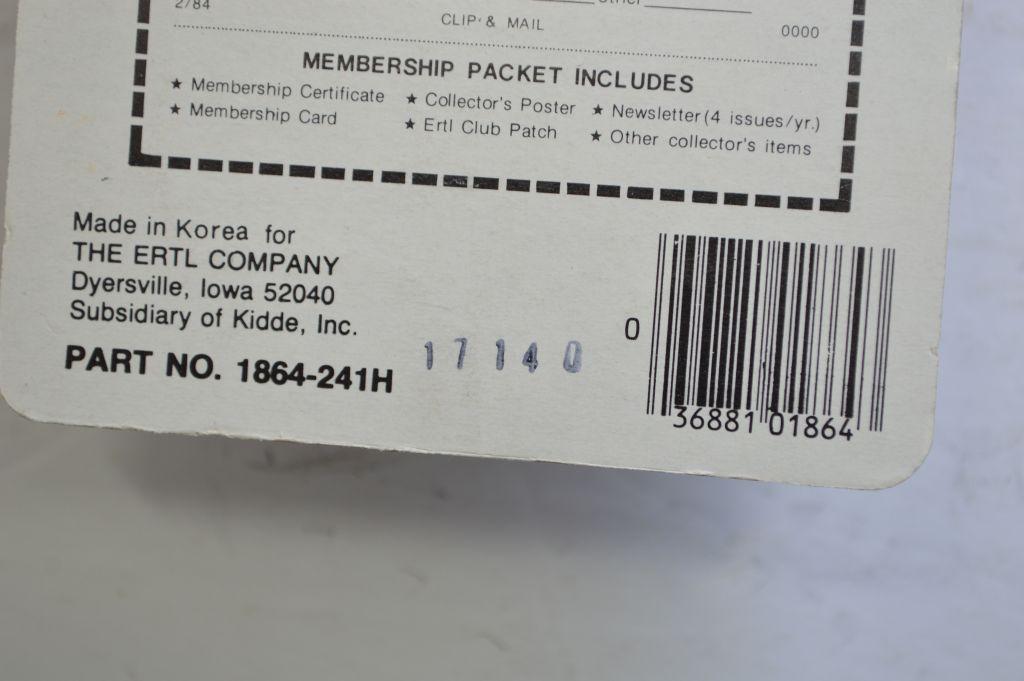 2/84
CLIP & MAIL
0000
MEMBERSHIP PACKET INCLUDES
★ Membership Certificate ★ Collector's Poster ★ Newsletter (4 issues/yr.)
★ Membership Card ★ Ertl Club Patch ★ Other collector's items
Made in Korea for
THE ERTL COMPANY
Dyersville, Iowa 52040
Subsidiary of Kidde, Inc.
PART NO. 1864-241H
17140
0
36881 01864